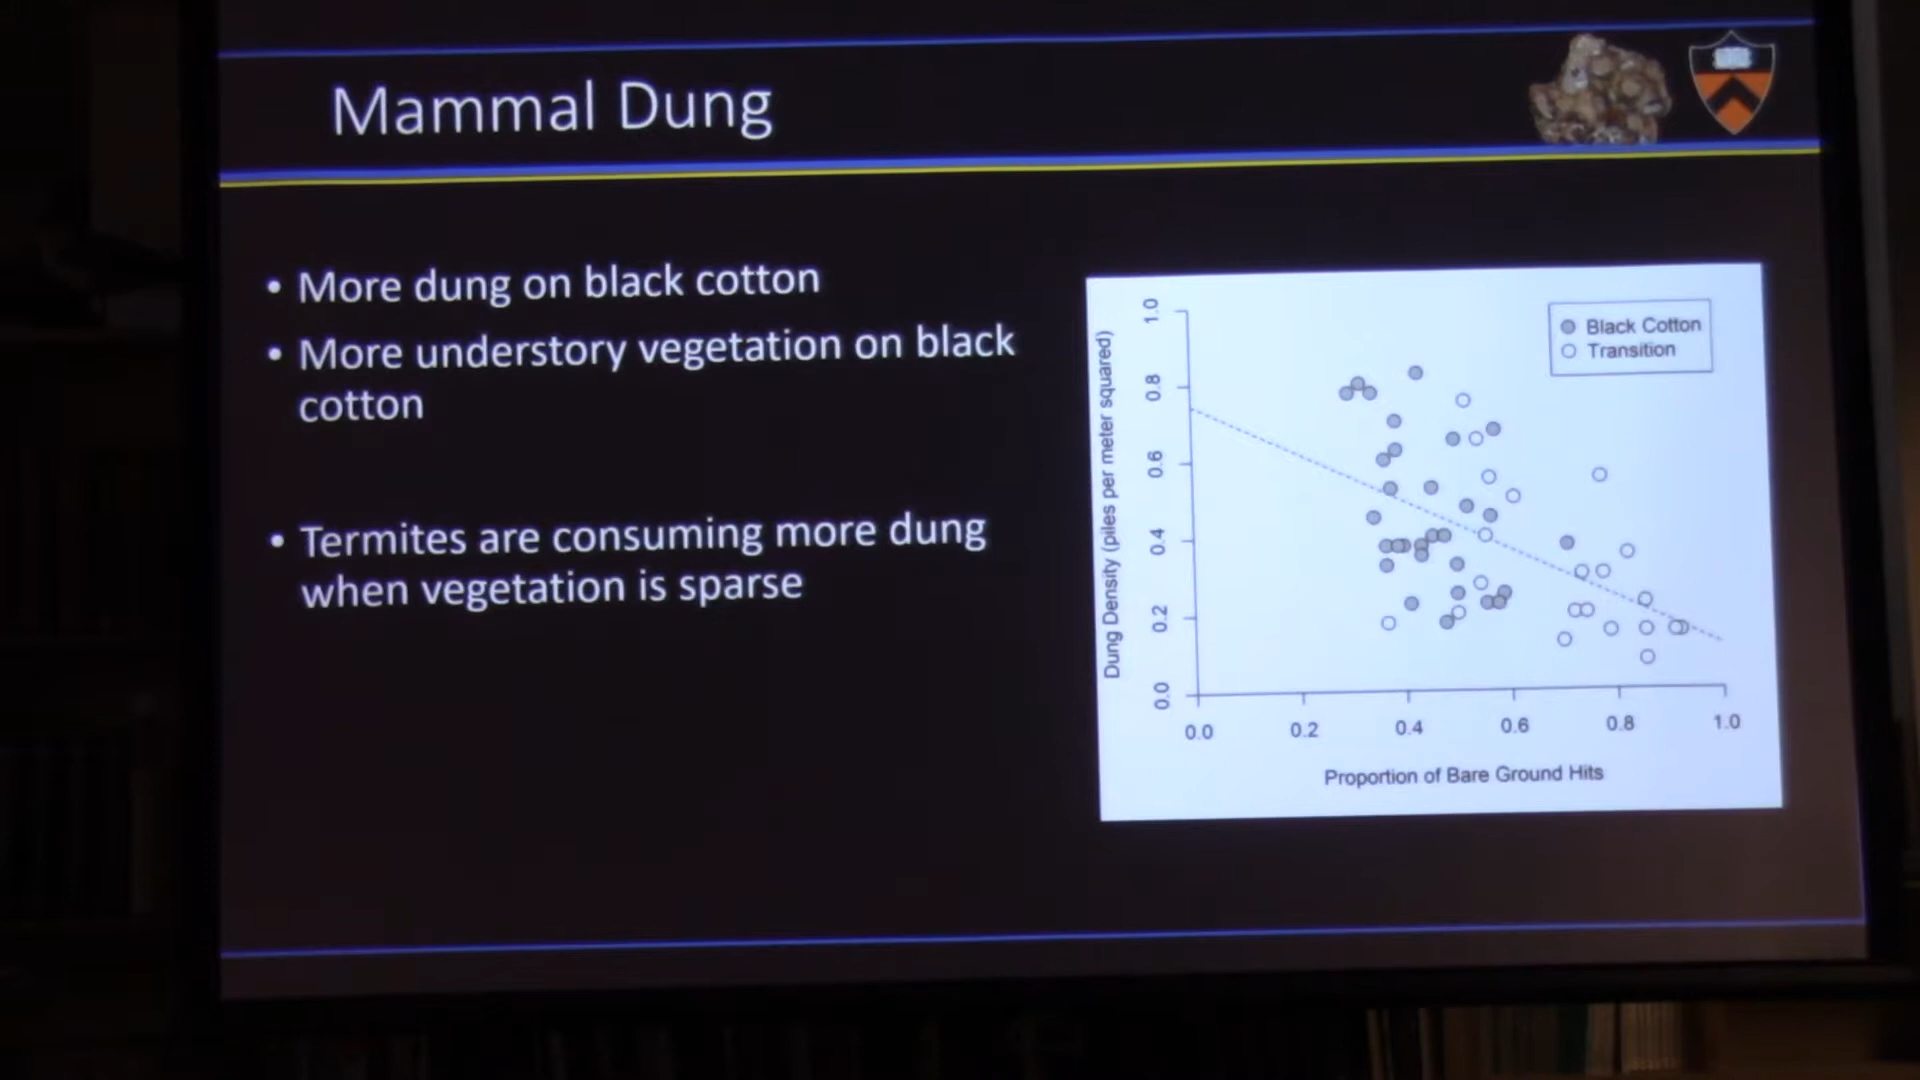 Mammal Dung
• More dung on black cotton
• More understory vegetation on black
cotton
• Termites are consuming more dung
when vegetation is sparse
Dung Density (piles per meter squared)
1.0
0.8
0.6
0.4
0.2
0.0
Black Cotton
Transition
0.0 0.2 0.4 0.6 0.8 1.0
Proportion of Bare Ground Hits